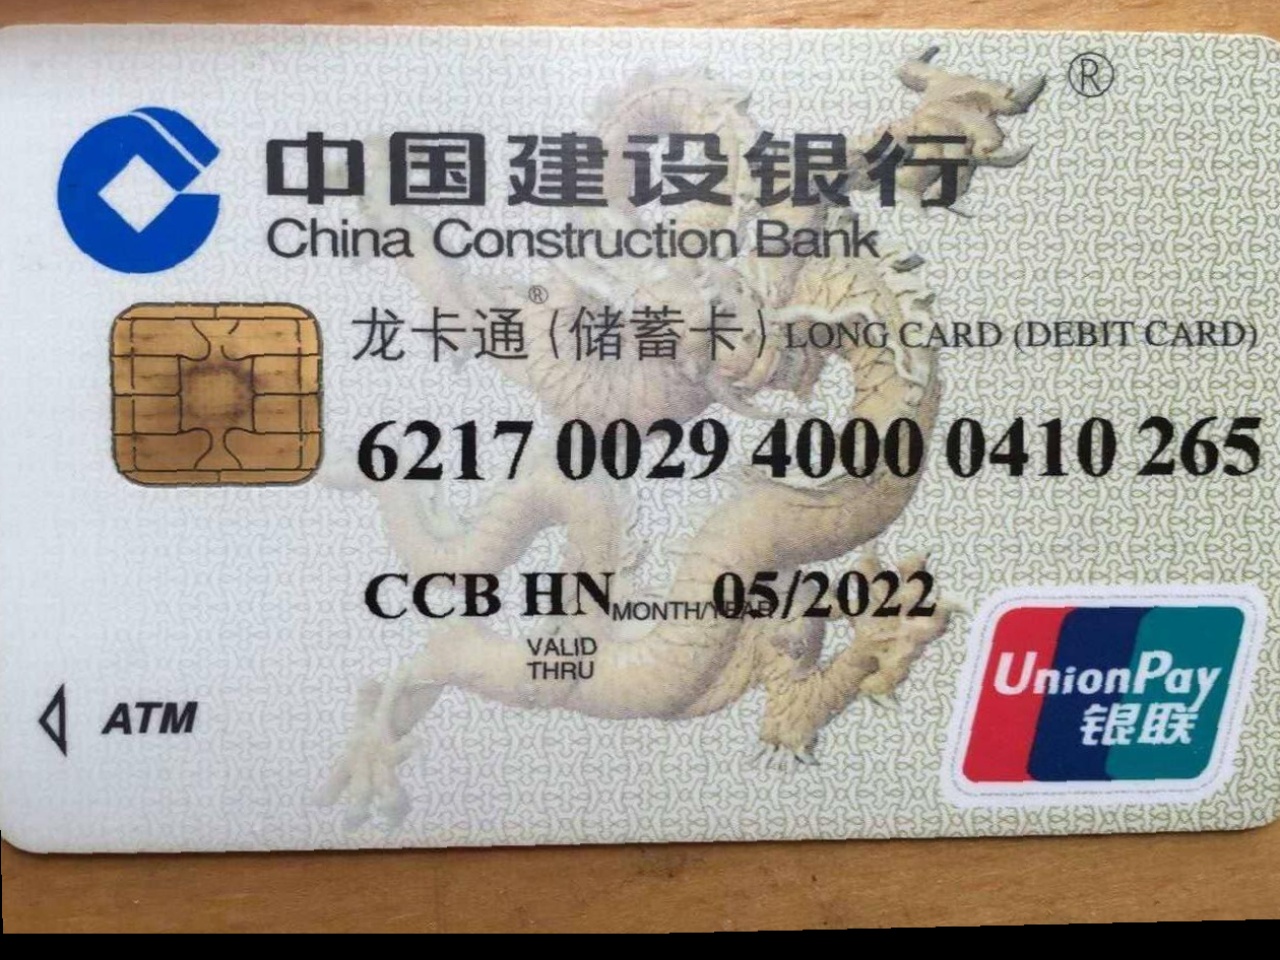 ®
中国建设银行
China Construction Bank
龙卡通®(储蓄卡) LONG CARD (DEBIT CARD)
6217 0029 4000 0410 265
CCB HN MONTH/YEAR 05/2022
VALID
THRU
ATM
UnionPay
银联